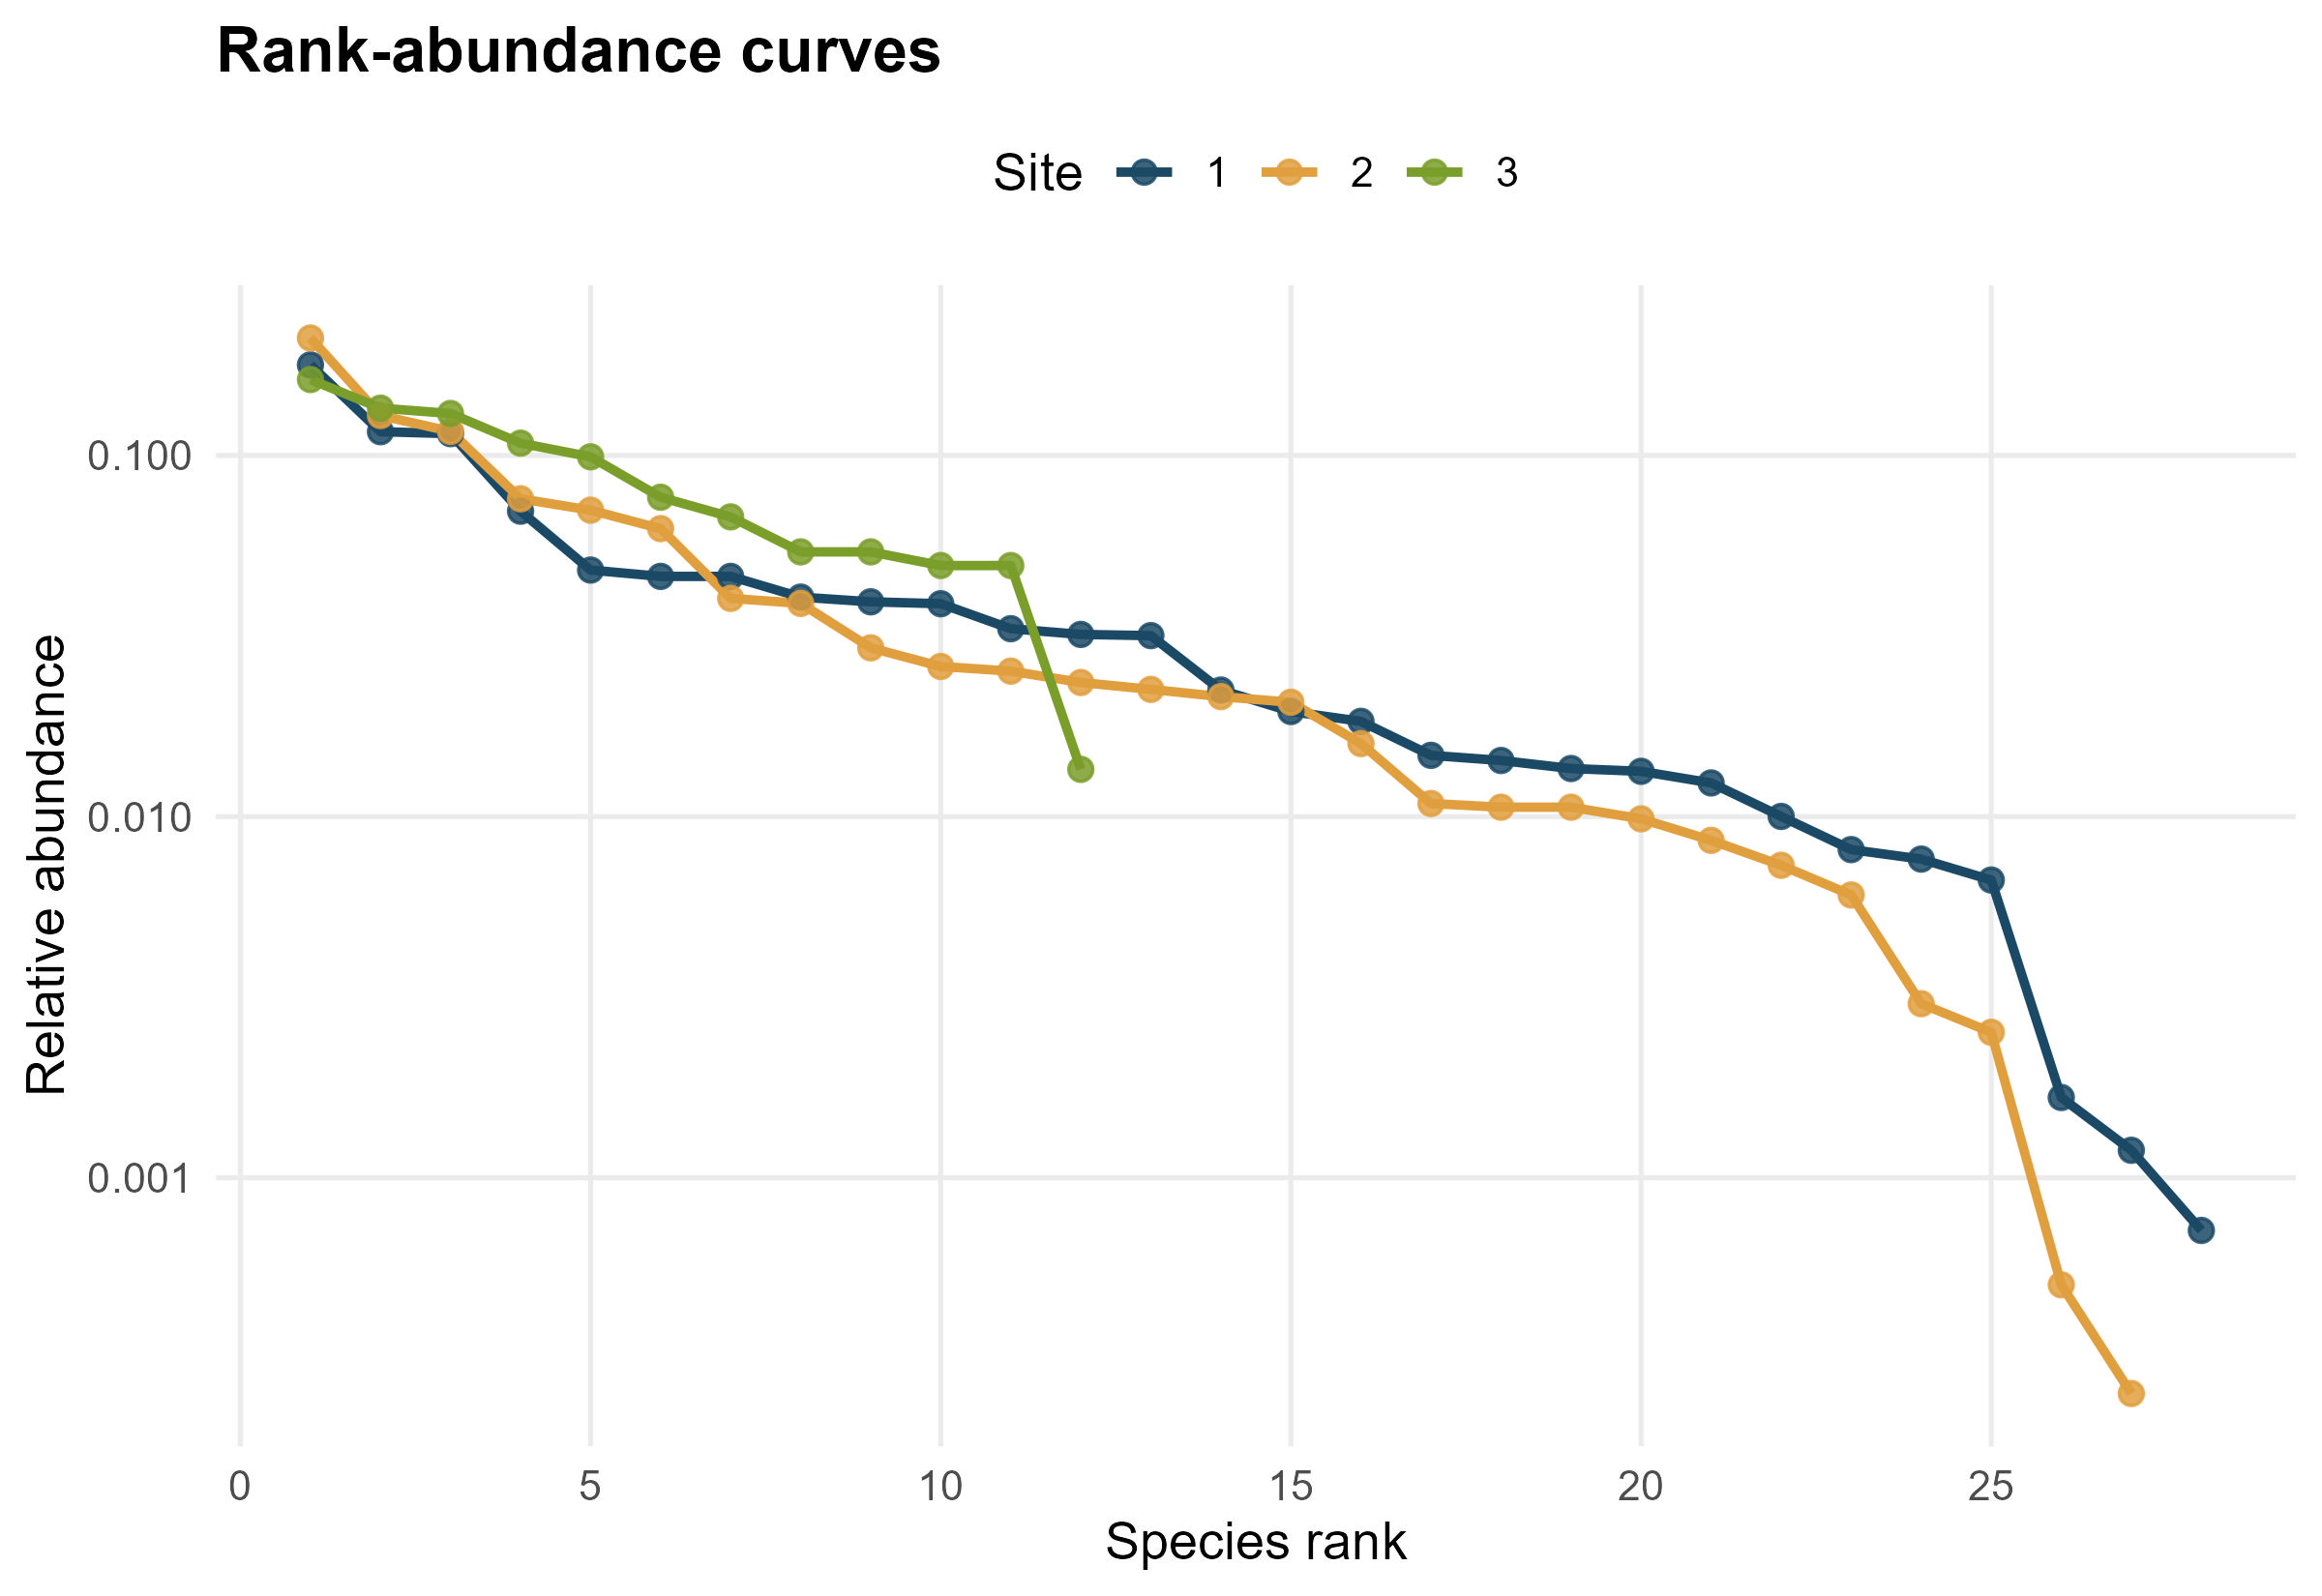 Rank-abundance curves
Site 1 2 3
0.100
0.010
0.001
Relative abundance
0 5 10 15 20 25
Species rank